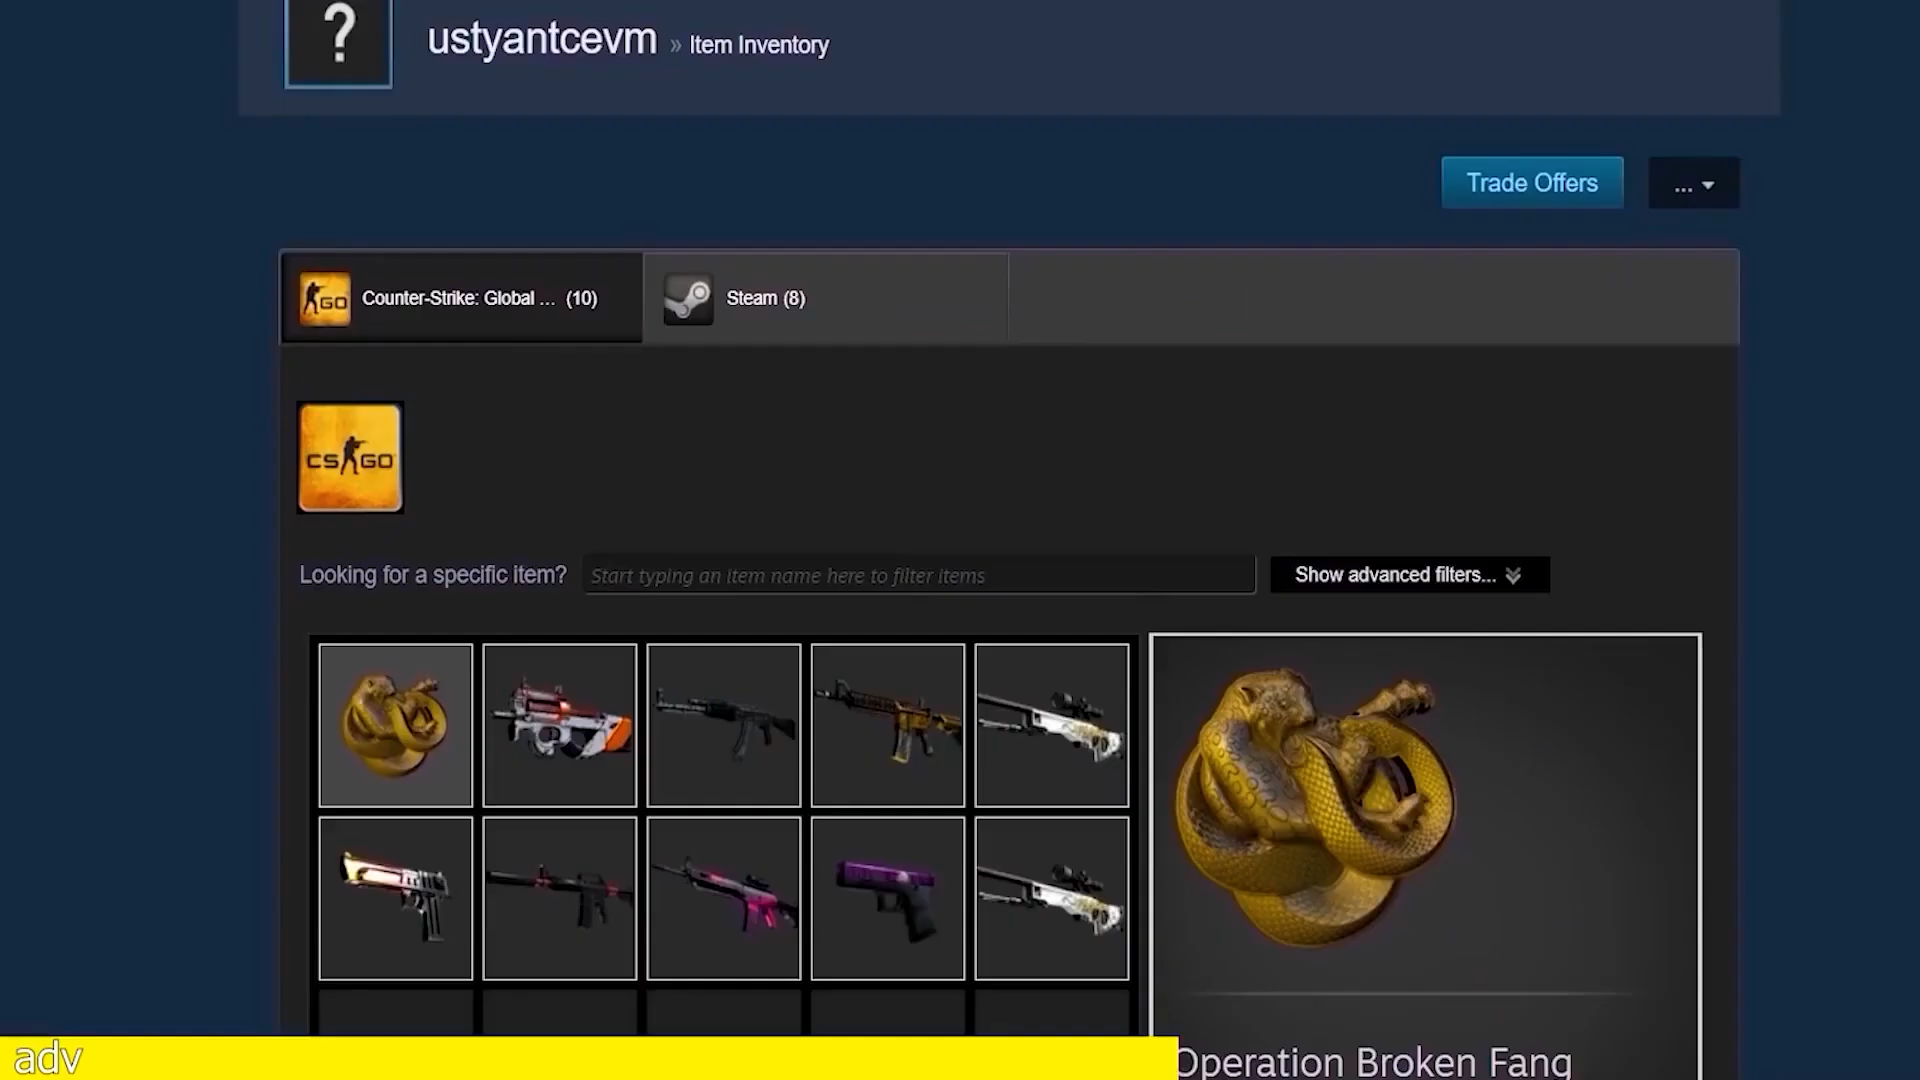 ?
ustyantcevm » Item Inventory
Trade Offers
...
GO Counter-Strike: Global ... (10)
Steam (8)
CS GO
Looking for a specific item?
Start typing an item name here to filter items
Show advanced filters...
adv
Operation Broken Fang